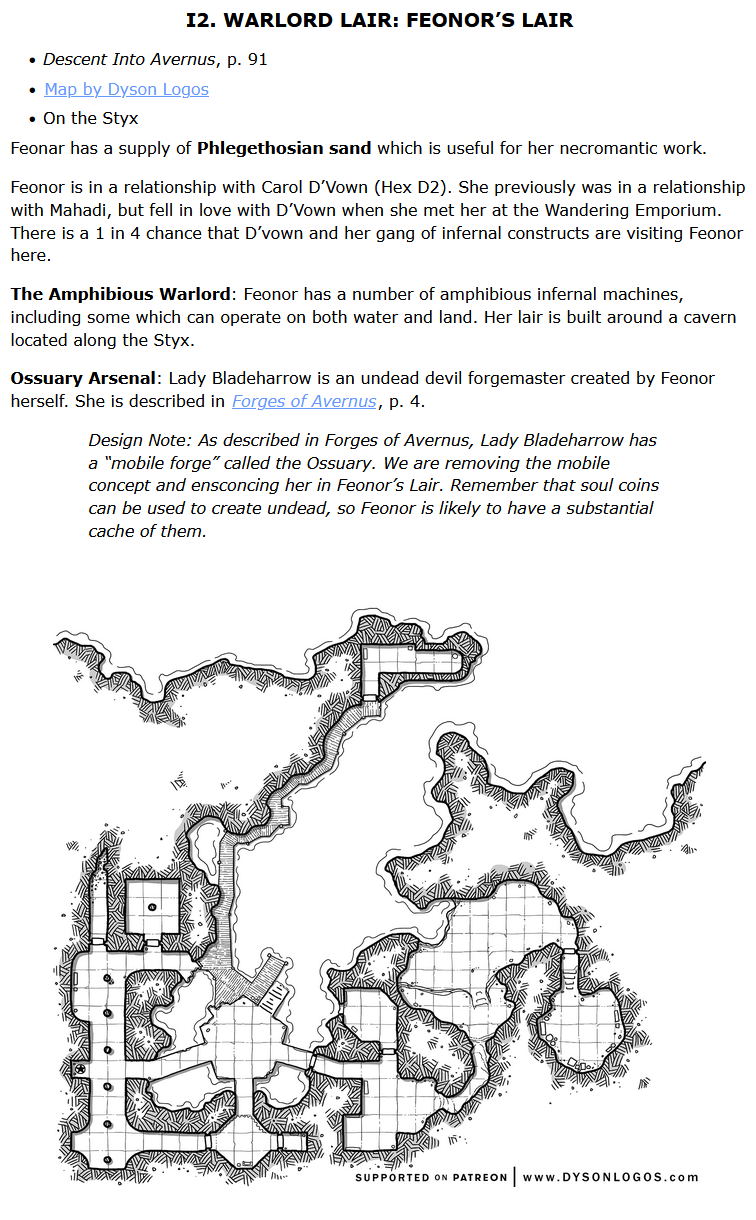 I2. WARLORD LAIR: FEONOR’S LAIR
• Descent Into Avernus, p. 91
• Map by Dyson Logos
• On the Styx
Feonar has a supply of Phlegethosian sand which is useful for her necromantic work.
Feonor is in a relationship with Carol D’Vown (Hex D2). She previously was in a relationship
with Mahadi, but fell in love with D’Vown when she met her at the Wandering Emporium.
There is a 1 in 4 chance that D’vown and her gang of infernal constructs are visiting Feonor
here.
The Amphibious Warlord: Feonor has a number of amphibious infernal machines,
including some which can operate on both water and land. Her lair is built around a cavern
located along the Styx.
Ossuary Arsenal: Lady Bladeharrow is an undead devil forgemaster created by Feonor
herself. She is described in Forges of Avernus, p. 4.
Design Note: As described in Forges of Avernus, Lady Bladeharrow has
a “mobile forge” called the Ossuary. We are removing the mobile
concept and ensconcing her in Feonor’s Lair. Remember that soul coins
can be used to create undead, so Feonor is likely to have a substantial
cache of them.
SUPPORTED ON PATREON | www.DYSONLOGOS.com